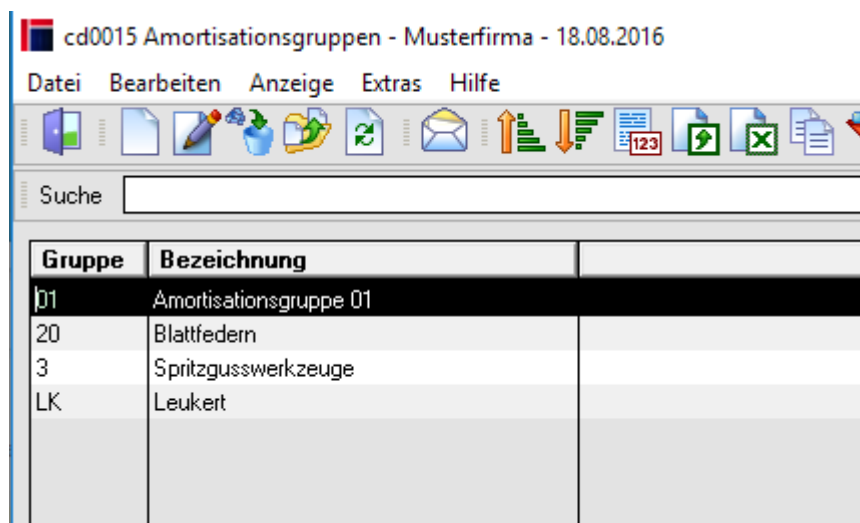 cd0015 Amortisationsgruppen - Musterfirma - 18.08.2016
Datei Bearbeiten Anzeige Extras Hilfe
123
Suche
Gruppe Bezeichnung
01 Amortisationsgruppe 01
20 Blattfedern
3 Spritzgusswerkzeuge
LK Leukert